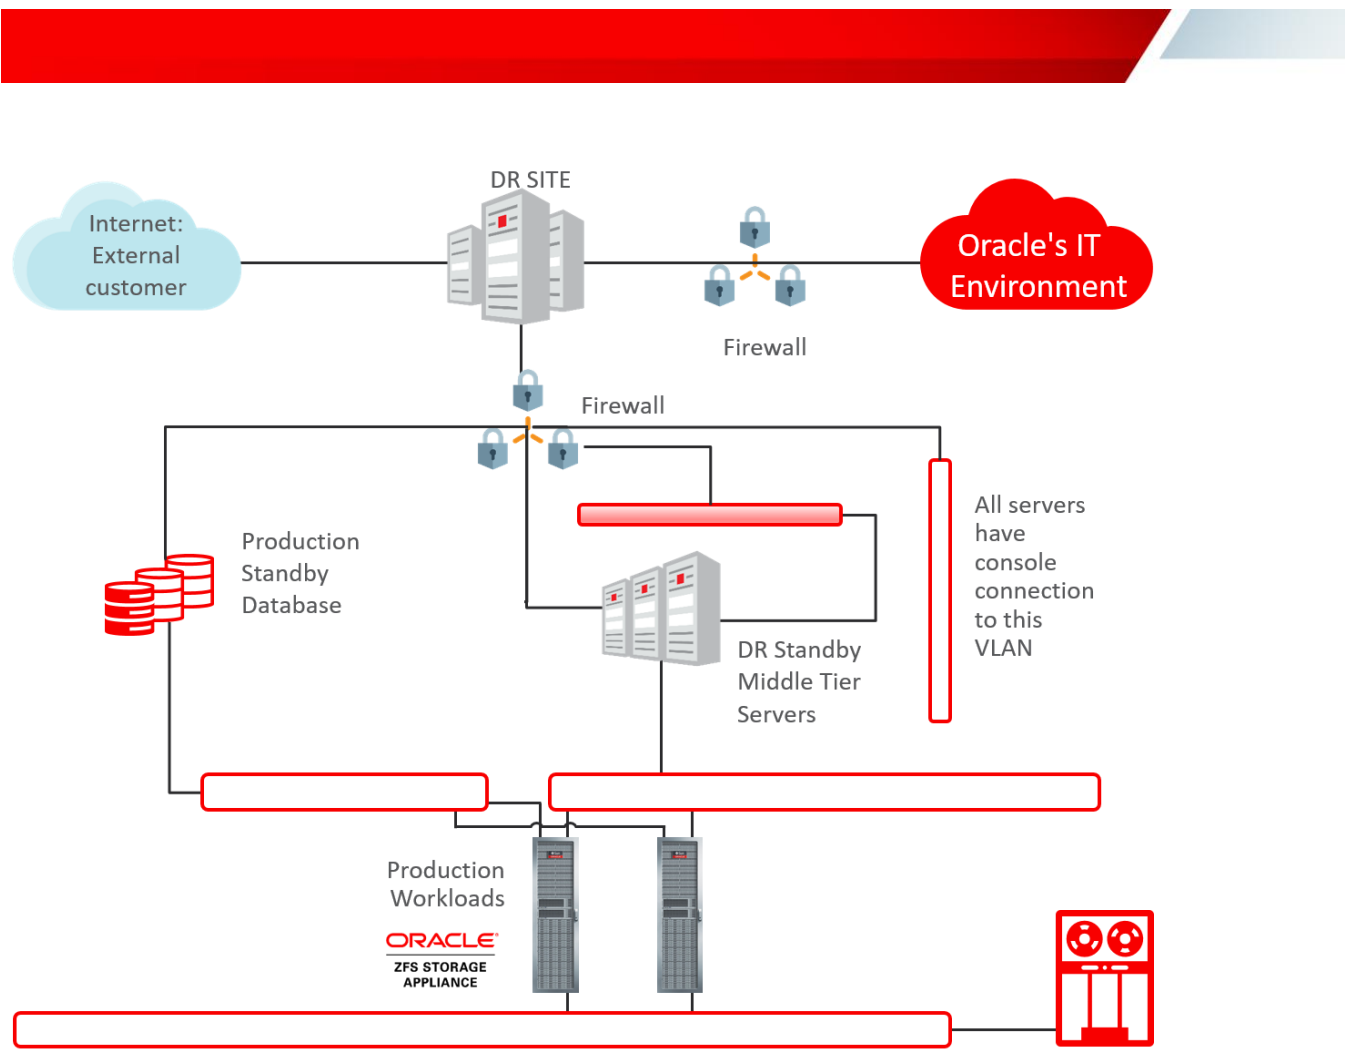 DR SITE
Internet:
External
customer
Oracle's IT
Environment
Firewall
Firewall
All servers
have
console
connection
to this
VLAN
Production
Standby
Database
DR Standby
Middle Tier
Servers
Production
Workloads
ORACLE®
ZFS STORAGE
APPLIANCE